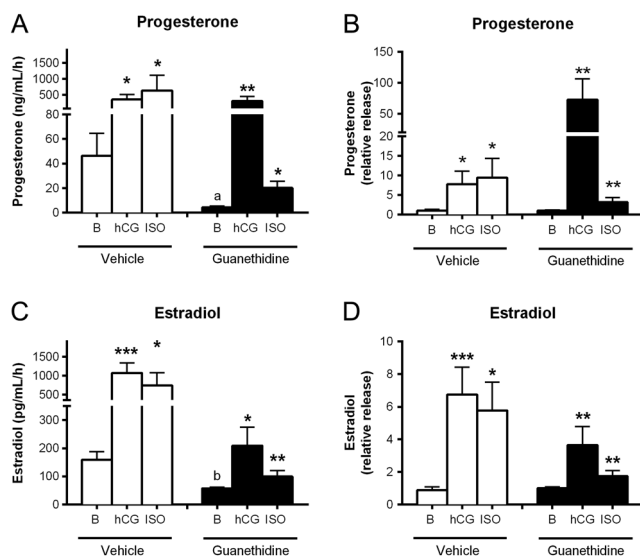 A
Progesterone
Progesterone (ng/mL/h)
1500
1000
500
80
60
40
20
0
*
*
a
**
*
B hCG ISO B hCG ISO
Vehicle Guanethidine
B
Progesterone
Progesterone
(relative release)
150
100
50
20
15
10
5
0
*
*
**
**
B hCG ISO B hCG ISO
Vehicle Guanethidine
C
Estradiol
Estradiol (pg/mL/h)
1500
1000
500
300
200
100
0
***
*
b
*
**
B hCG ISO B hCG ISO
Vehicle Guanethidine
D
Estradiol
Estradiol
(relative release)
10
8
6
4
2
0
***
*
**
**
B hCG ISO B hCG ISO
Vehicle Guanethidine